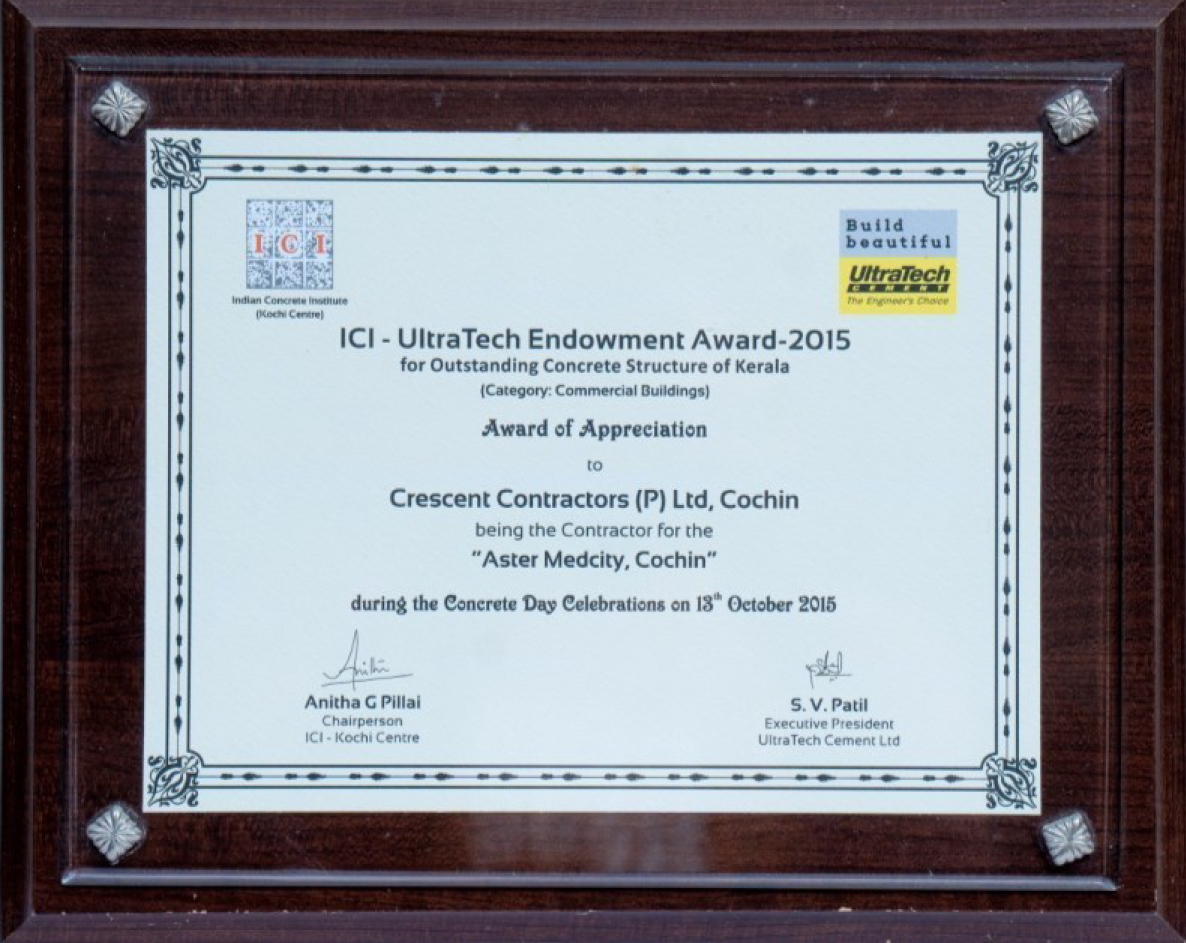 ICI
Indian Concrete Institute
(Kochi Centre)
Build
beautiful
UltraTech
CEMENT
The Engineer's Choice
ICI - UltraTech Endowment Award-2015
for Outstanding Concrete Structure of Kerala
(Category: Commercial Buildings)
Award of Appreciation
to
Crescent Contractors (P) Ltd, Cochin
being the Contractor for the
"Aster Medcity, Cochin"
during the Concrete Day Celebrations on 13th October 2015
Anitha G Pillai
Chairperson
ICI - Kochi Centre
S. V. Patil
Executive President
UltraTech Cement Ltd